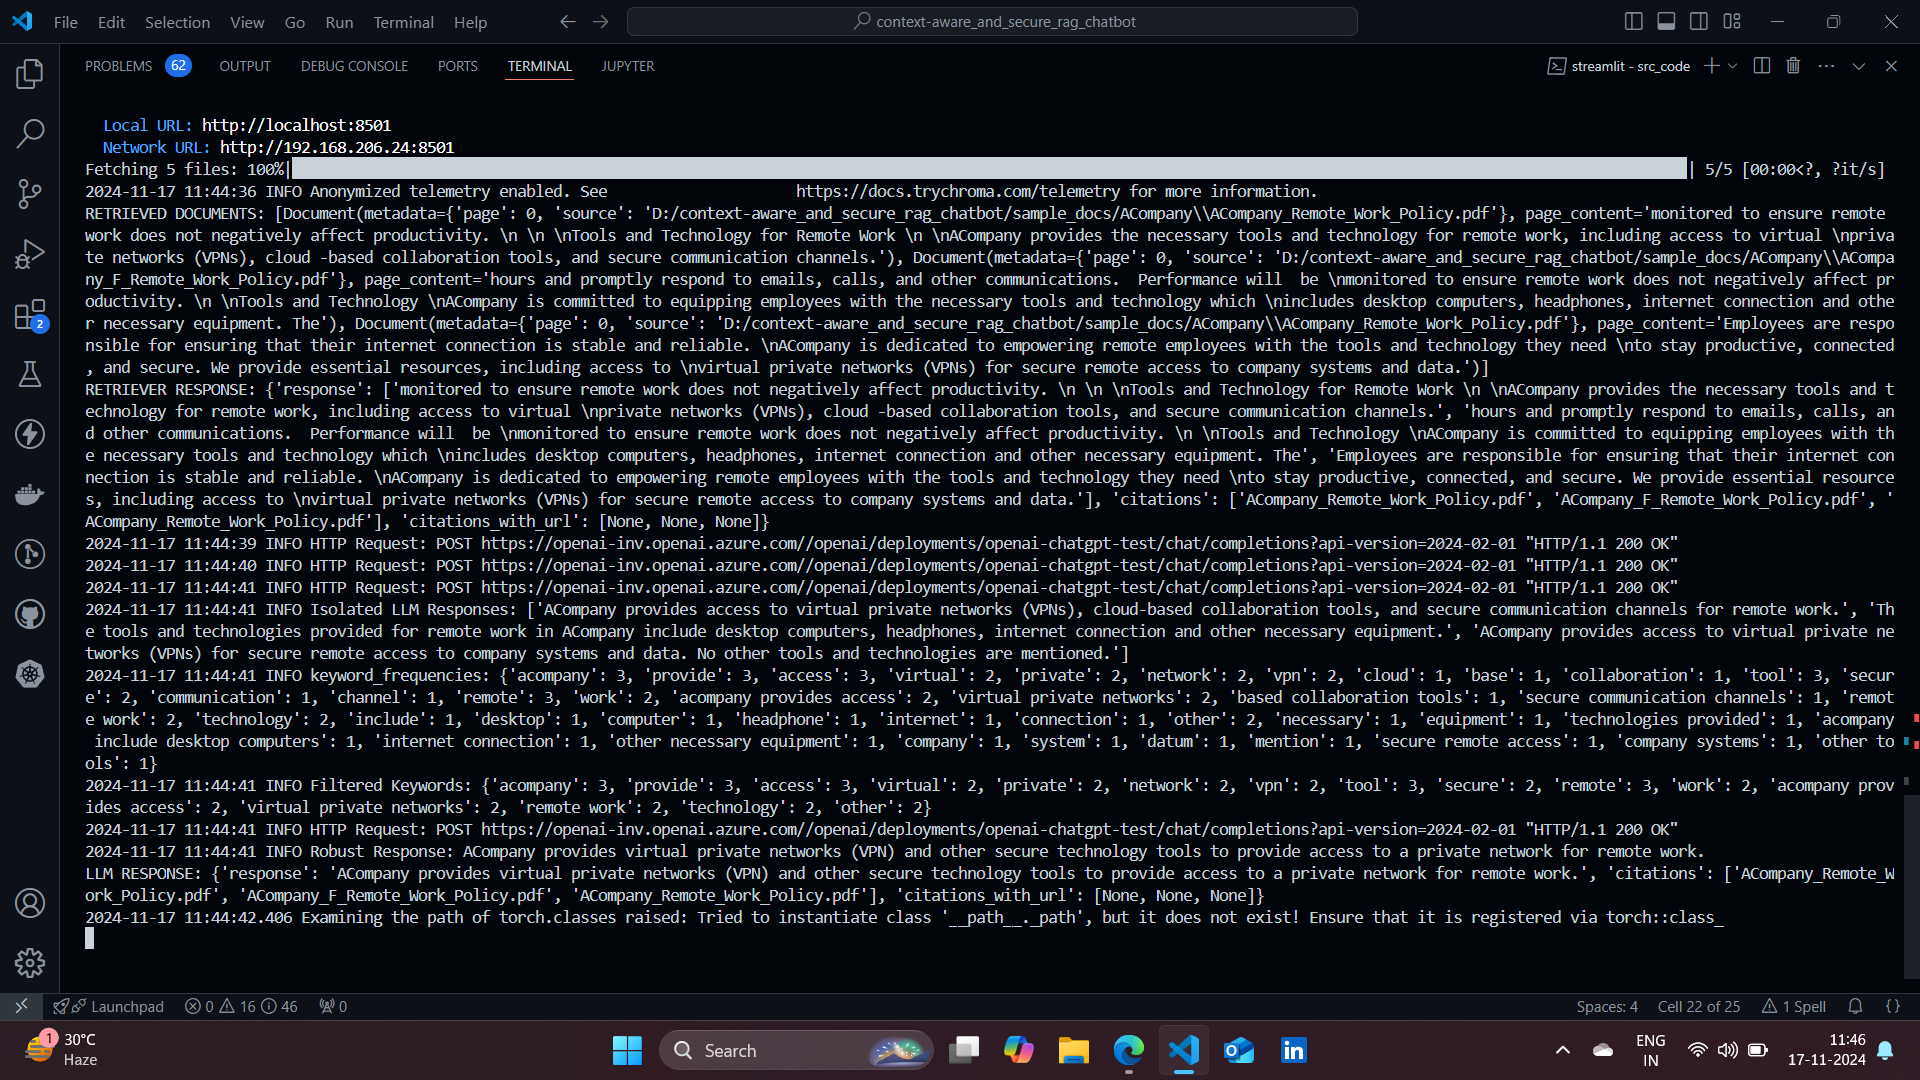 File Edit Selection View Go Run Terminal Help
context-aware_and_secure_rag_chatbot
PROBLEMS 62 OUTPUT DEBUG CONSOLE PORTS TERMINAL JUPYTER
streamlit - src_code
Local URL: http://localhost:8501
Network URL: http://192.168.206.24:8501
Fetching 5 files: 100%| | 5/5 [00:00<?, ?it/s]
2024-11-17 11:44:36 INFO Anonymized telemetry enabled. See https://docs.trychroma.com/telemetry for more information.
RETRIEVED DOCUMENTS: [Document(metadata={'page': 0, 'source': 'D:/context-aware_and_secure_rag_chatbot/sample_docs/ACompany\\ACompany_Remote_Work_Policy.pdf'}, page_content='monitored to ensure remote
work does not negatively affect productivity. \n \n \nTools and Technology for Remote Work \n \nACompany provides the necessary tools and technology for remote work, including access to virtual \npriva
te networks (VPNs), cloud -based collaboration tools, and secure communication channels.'), Document(metadata={'page': 0, 'source': 'D:/context-aware_and_secure_rag_chatbot/sample_docs/ACompany\\ACompa
ny_F_Remote_Work_Policy.pdf'}, page_content='hours and promptly respond to emails, calls, and other communications.  Performance will  be \nmonitored to ensure remote work does not negatively affect pr
oductivity. \n \nTools and Technology \nACompany is committed to equipping employees with the necessary tools and technology which \nincludes desktop computers, headphones, internet connection and othe
r necessary equipment. The'), Document(metadata={'page': 0, 'source': 'D:/context-aware_and_secure_rag_chatbot/sample_docs/ACompany\\ACompany_Remote_Work_Policy.pdf'}, page_content='Employees are respo
nsible for ensuring that their internet connection is stable and reliable. \nACompany is dedicated to empowering remote employees with the tools and technology they need \nto stay productive, connected
, and secure. We provide essential resources, including access to \nvirtual private networks (VPNs) for secure remote access to company systems and data.')]
RETRIEVER RESPONSE: {'response': ['monitored to ensure remote work does not negatively affect productivity. \n \n \nTools and Technology for Remote Work \n \nACompany provides the necessary tools and t
echnology for remote work, including access to virtual \nprivate networks (VPNs), cloud -based collaboration tools, and secure communication channels.', 'hours and promptly respond to emails, calls, an
d other communications.  Performance will  be \nmonitored to ensure remote work does not negatively affect productivity. \n \nTools and Technology \nACompany is committed to equipping employees with th
e necessary tools and technology which \nincludes desktop computers, headphones, internet connection and other necessary equipment. The', 'Employees are responsible for ensuring that their internet con
nection is stable and reliable. \nACompany is dedicated to empowering remote employees with the tools and technology they need \nto stay productive, connected, and secure. We provide essential resource
s, including access to \nvirtual private networks (VPNs) for secure remote access to company systems and data.'], 'citations': ['ACompany_Remote_Work_Policy.pdf', 'ACompany_F_Remote_Work_Policy.pdf', '
ACompany_Remote_Work_Policy.pdf'], 'citations_with_url': [None, None, None]}
2024-11-17 11:44:39 INFO HTTP Request: POST https://openai-inv.openai.azure.com//openai/deployments/openai-chatgpt-test/chat/completions?api-version=2024-02-01 "HTTP/1.1 200 OK"
2024-11-17 11:44:40 INFO HTTP Request: POST https://openai-inv.openai.azure.com//openai/deployments/openai-chatgpt-test/chat/completions?api-version=2024-02-01 "HTTP/1.1 200 OK"
2024-11-17 11:44:41 INFO HTTP Request: POST https://openai-inv.openai.azure.com//openai/deployments/openai-chatgpt-test/chat/completions?api-version=2024-02-01 "HTTP/1.1 200 OK"
2024-11-17 11:44:41 INFO Isolated LLM Responses: ['ACompany provides access to virtual private networks (VPNs), cloud-based collaboration tools, and secure communication channels for remote work.', 'Th
e tools and technologies provided for remote work in ACompany include desktop computers, headphones, internet connection and other necessary equipment.', 'ACompany provides access to virtual private ne
tworks (VPNs) for secure remote access to company systems and data. No other tools and technologies are mentioned.']
2024-11-17 11:44:41 INFO keyword_frequencies: {'acompany': 3, 'provide': 3, 'access': 3, 'virtual': 2, 'private': 2, 'network': 2, 'vpn': 2, 'cloud': 1, 'base': 1, 'collaboration': 1, 'tool': 3, 'secur
e': 2, 'communication': 1, 'channel': 1, 'remote': 3, 'work': 2, 'acompany provides access': 2, 'virtual private networks': 2, 'based collaboration tools': 1, 'secure communication channels': 1, 'remot
e work': 2, 'technology': 2, 'include': 1, 'desktop': 1, 'computer': 1, 'headphone': 1, 'internet': 1, 'connection': 1, 'other': 2, 'necessary': 1, 'equipment': 1, 'technologies provided': 1, 'acompany
 include desktop computers': 1, 'internet connection': 1, 'other necessary equipment': 1, 'company': 1, 'system': 1, 'datum': 1, 'mention': 1, 'secure remote access': 1, 'company systems': 1, 'other to
ols': 1}
2024-11-17 11:44:41 INFO Filtered Keywords: {'acompany': 3, 'provide': 3, 'access': 3, 'virtual': 2, 'private': 2, 'network': 2, 'vpn': 2, 'tool': 3, 'secure': 2, 'remote': 3, 'work': 2, 'acompany prov
ides access': 2, 'virtual private networks': 2, 'remote work': 2, 'technology': 2, 'other': 2}
2024-11-17 11:44:41 INFO HTTP Request: POST https://openai-inv.openai.azure.com//openai/deployments/openai-chatgpt-test/chat/completions?api-version=2024-02-01 "HTTP/1.1 200 OK"
2024-11-17 11:44:41 INFO Robust Response: ACompany provides virtual private networks (VPN) and other secure technology tools to provide access to a private network for remote work.
LLM RESPONSE: {'response': 'ACompany provides virtual private networks (VPN) and other secure technology tools to provide access to a private network for remote work.', 'citations': ['ACompany_Remote_W
ork_Policy.pdf', 'ACompany_F_Remote_Work_Policy.pdf', 'ACompany_Remote_Work_Policy.pdf'], 'citations_with_url': [None, None, None]}
2024-11-17 11:44:42.406 Examining the path of torch.classes raised: Tried to instantiate class '__path__._path', but it does not exist! Ensure that it is registered via torch::class_
2
Launchpad 0 16 46 0
Spaces: 4 Cell 22 of 25 1 Spell
1 30°C
Haze
Search
ENG
IN
11:46
17-11-2024